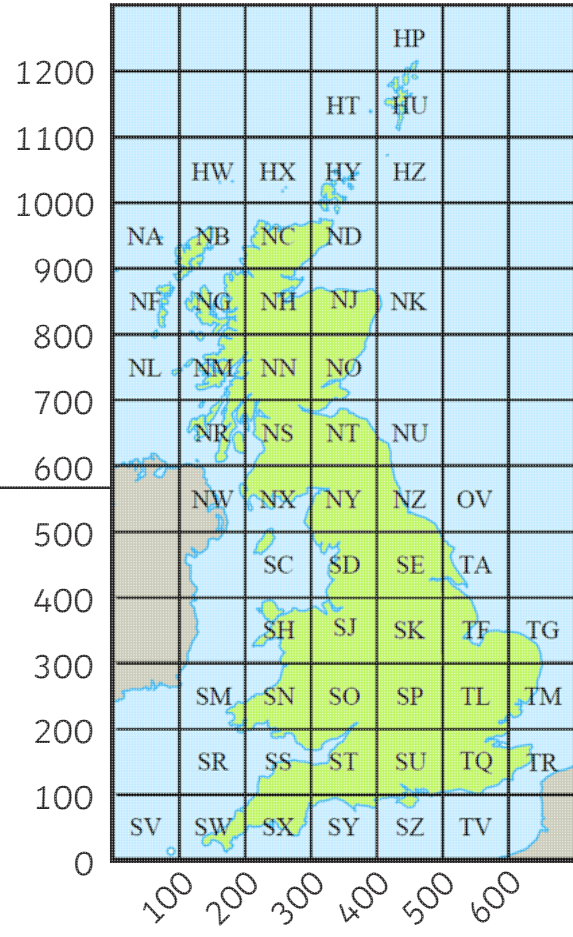 HP
1200
HT HU
1100
HW HX HY HZ
1000
NA NB NC ND
900
NF NG NH NJ NK
800
NL NM NN NO
700
NR NS NT NU
600
NW NX NY NZ OV
500
SC SD SE TA
400
SH SJ SK TF TG
300
SM SN SO SP TL TM
200
SR SS ST SU TQ TR
100
SV SW SX SY SZ TV
0
100 200 300 400 500 600